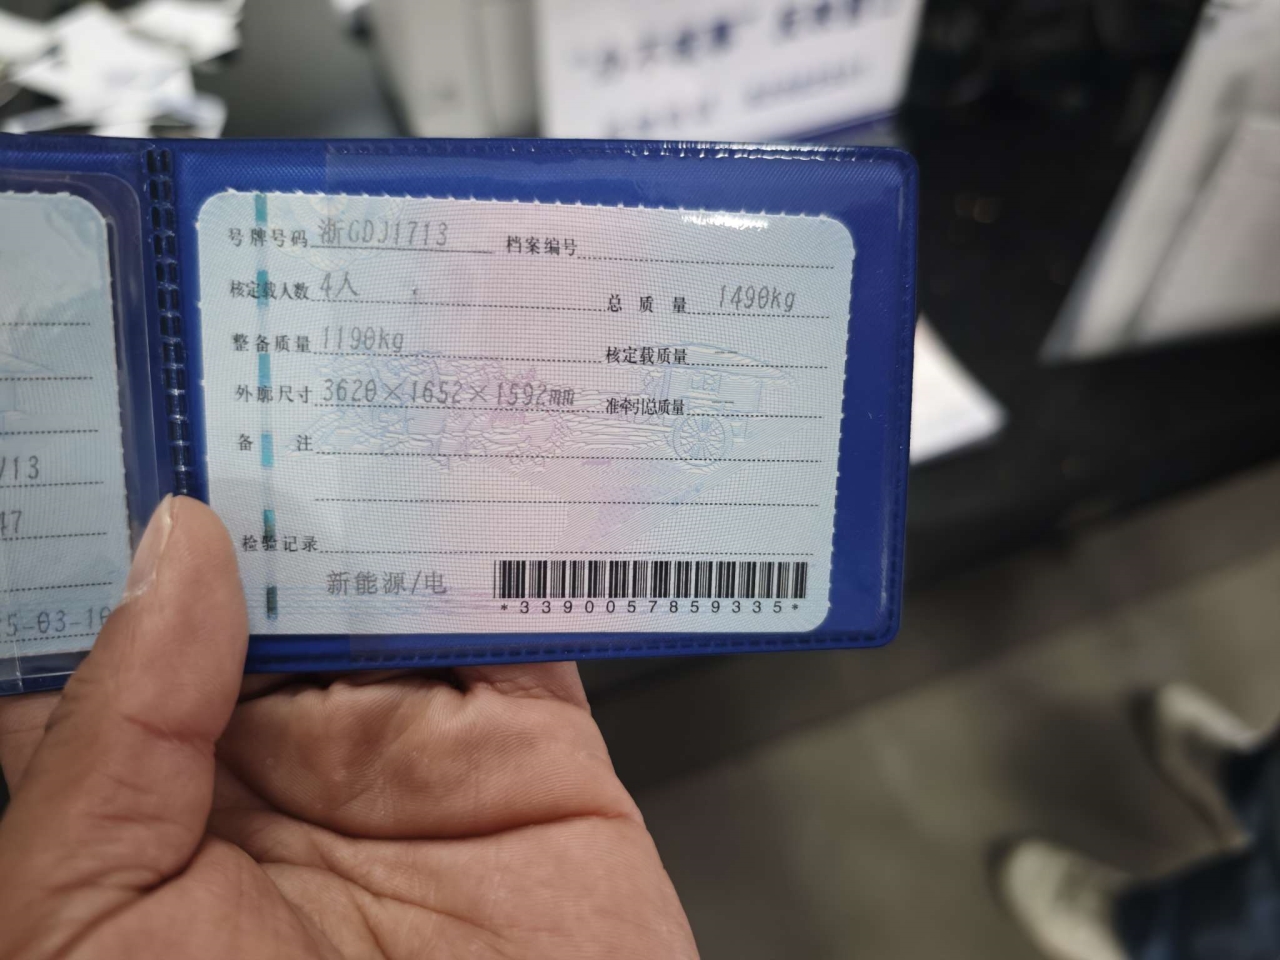 号牌号码 浙GDJ1713 档案编号
核定载人数 4人 总质量 1490kg
整备质量 1190kg 核定载质量 —
外廓尺寸 3620×1652×1592mm 准牵引总质量 —
备注
检验记录
新能源/电
*3390057859335*
/13
47
5-03-1